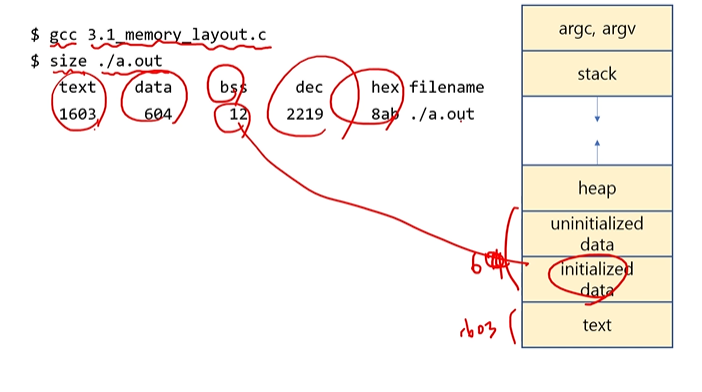 $ gcc 3.1_memory_layout.c
$ size ./a.out
text data bss dec hex filename
1603 604 12 2219 8ab ./a.out
argc, argv
stack
heap
uninitialized
data
initialized
data
text
1603